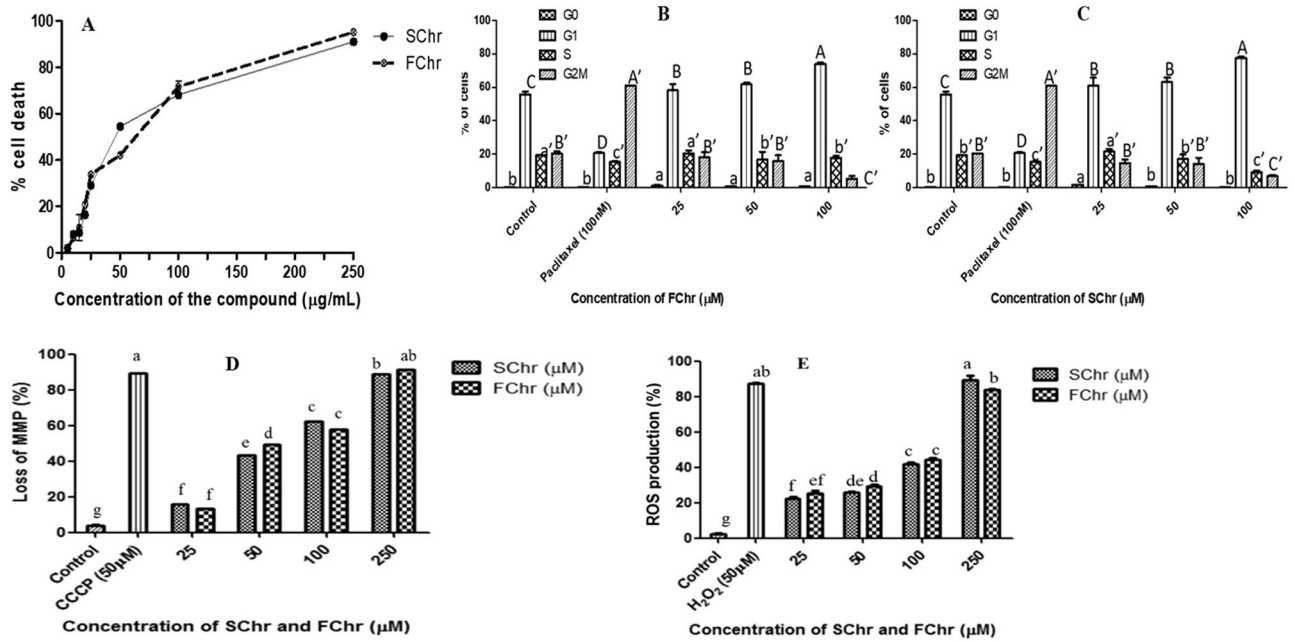 A
% cell death
100
80
60
40
20
0
0 25 50 75 100 125 150 175 200 225 250
Concentration of the compound (μg/mL)
SChr
FChr
B
% of cells
100
80
60
40
20
0
G0
G1
S
G2M
b C a' B'
b D c' A'
a B a' B'
a B b' B'
a A b' C'
Control
Paclitaxel (100nM)
25
50
100
Concentration of FChr (μM)
C
% of cells
100
80
60
40
20
0
G0
G1
S
G2M
b C b' B'
b D c' A'
a B a' B'
b B b' B'
b A c' C'
Control
Paclitaxel (100nM)
25
50
100
Concentration of SChr (μM)
D
Loss of MMP (%)
100
80
60
40
20
0
g a f f e d c c b ab
Control
CCCP (50μM)
25
50
100
250
Concentration of SChr and FChr (μM)
SChr (μM)
FChr (μM)
E
ROS production (%)
100
80
60
40
20
0
g ab f ef de d c c a b
Control
H₂O₂ (50μM)
25
50
100
250
Concentration of SChr and FChr (μM)
SChr (μM)
FChr (μM)